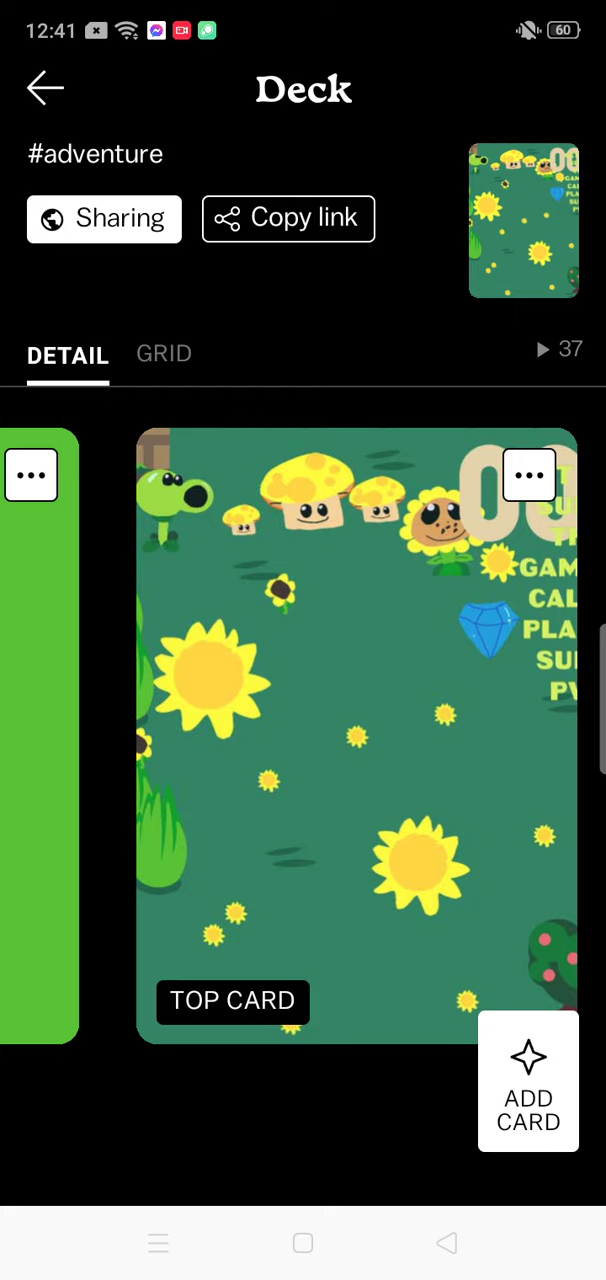 12:41
60
Deck
#adventure
Sharing
Copy link
DETAIL
GRID
37
GAM
CAL
PLA
SU
PV
TOP CARD
ADD
CARD